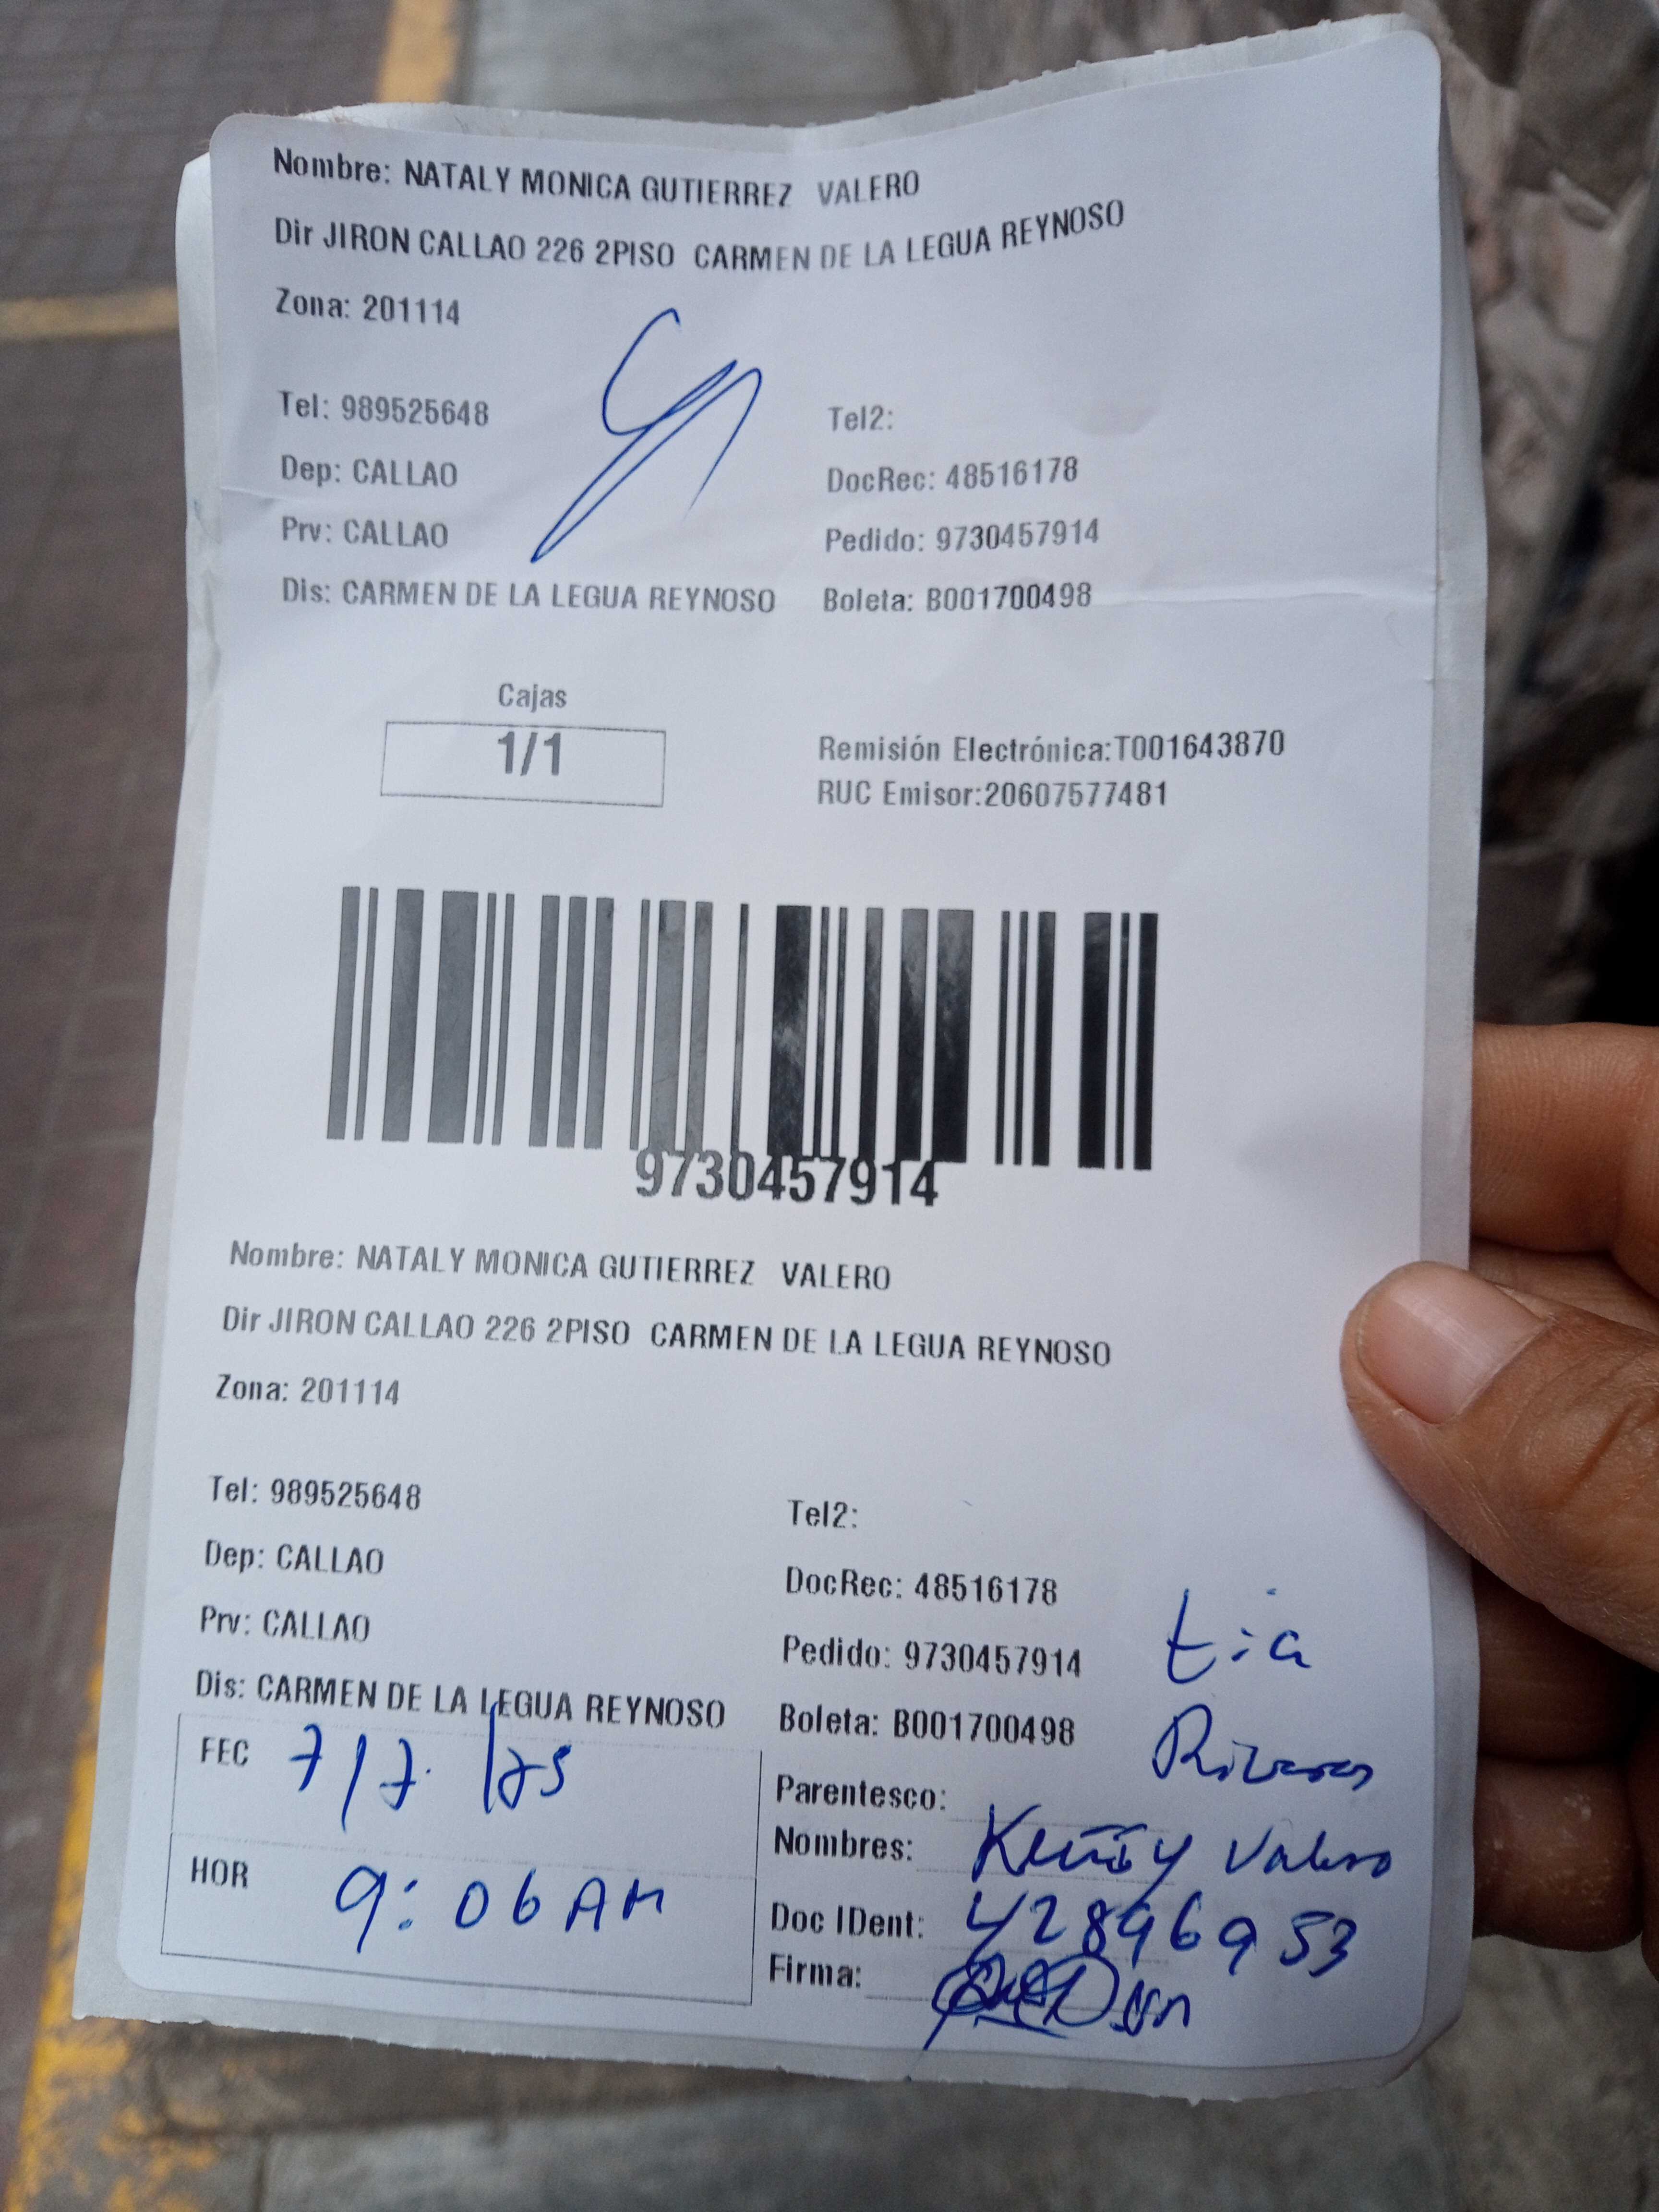 Nombre: NATALY MONICA GUTIERREZ VALERO
Dir JIRON CALLAO 226 2PISO CARMEN DE LA LEGUA REYNOSO
Zona: 201114
Tel: 989525648 Tel2:
Dep: CALLAO DocRec: 48516178
Prv: CALLAO Pedido: 9730457914
Dis: CARMEN DE LA LEGUA REYNOSO Boleta: B001700498
Cajas
1/1
Remisión Electrónica:T001643870
RUC Emisor:20607577481
9730457914
Nombre: NATALY MONICA GUTIERREZ VALERO
Dir JIRON CALLAO 226 2PISO CARMEN DE LA LEGUA REYNOSO
Zona: 201114
Tel: 989525648 Tel2:
Dep: CALLAO DocRec: 48516178
Prv: CALLAO Pedido: 9730457914 tia
Dis: CARMEN DE LA LEGUA REYNOSO Boleta: B001700498
FEC 7/7/25
HOR 9:06 AM
Parentesco:
Nombres: Valero
Doc IDent: 42896953
Firma: